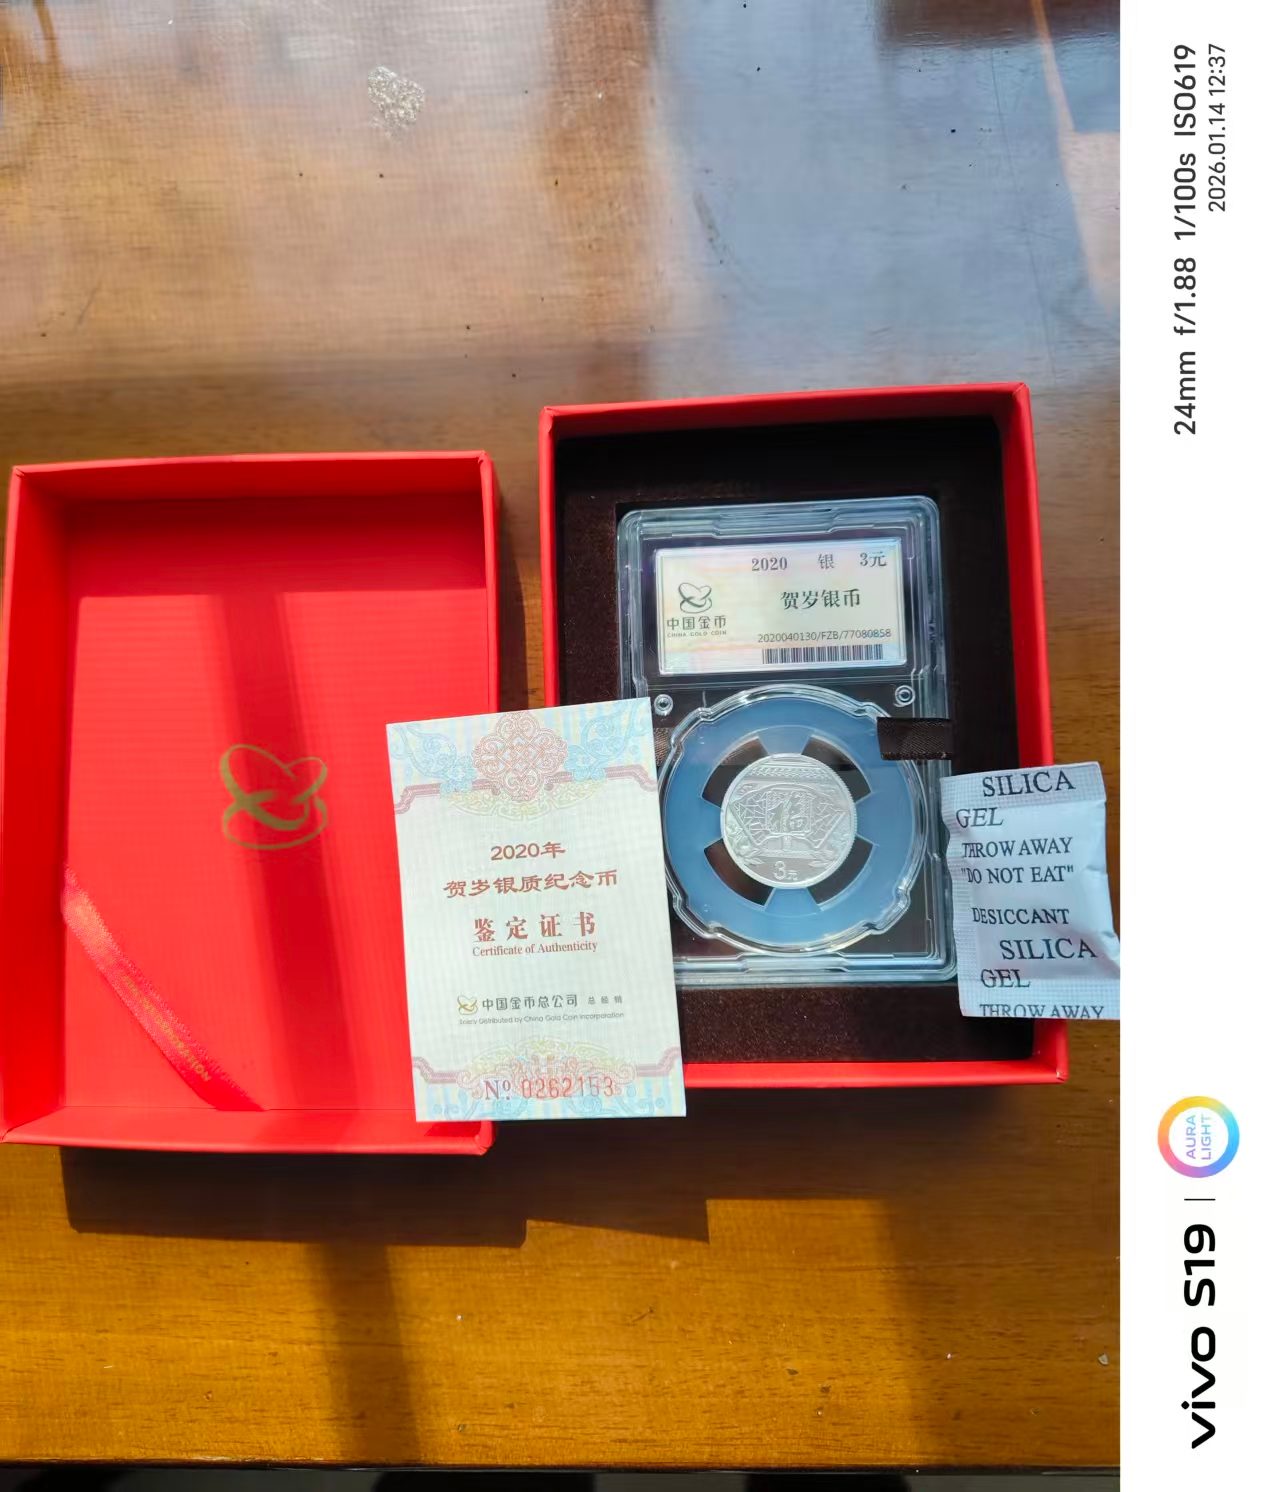 2020 银 3元
中国金币
CHINA GOLD COIN
贺岁银币
2020040130/FZB/77080858
福
3元
2020年
贺岁银质纪念币
鉴定证书
Certificate of Authenticity
中国金币总公司 总经销
Solely Distributed by China Gold Coin Incorporation
№ 0262153
SILICA
GEL
THROW AWAY
"DO NOT EAT"
DESICCANT
SILICA
GEL
THROW AWAY
24mm f/1.88 1/100s ISO619
2026.01.14 12:37
vivo S19 | AURA LIGHT